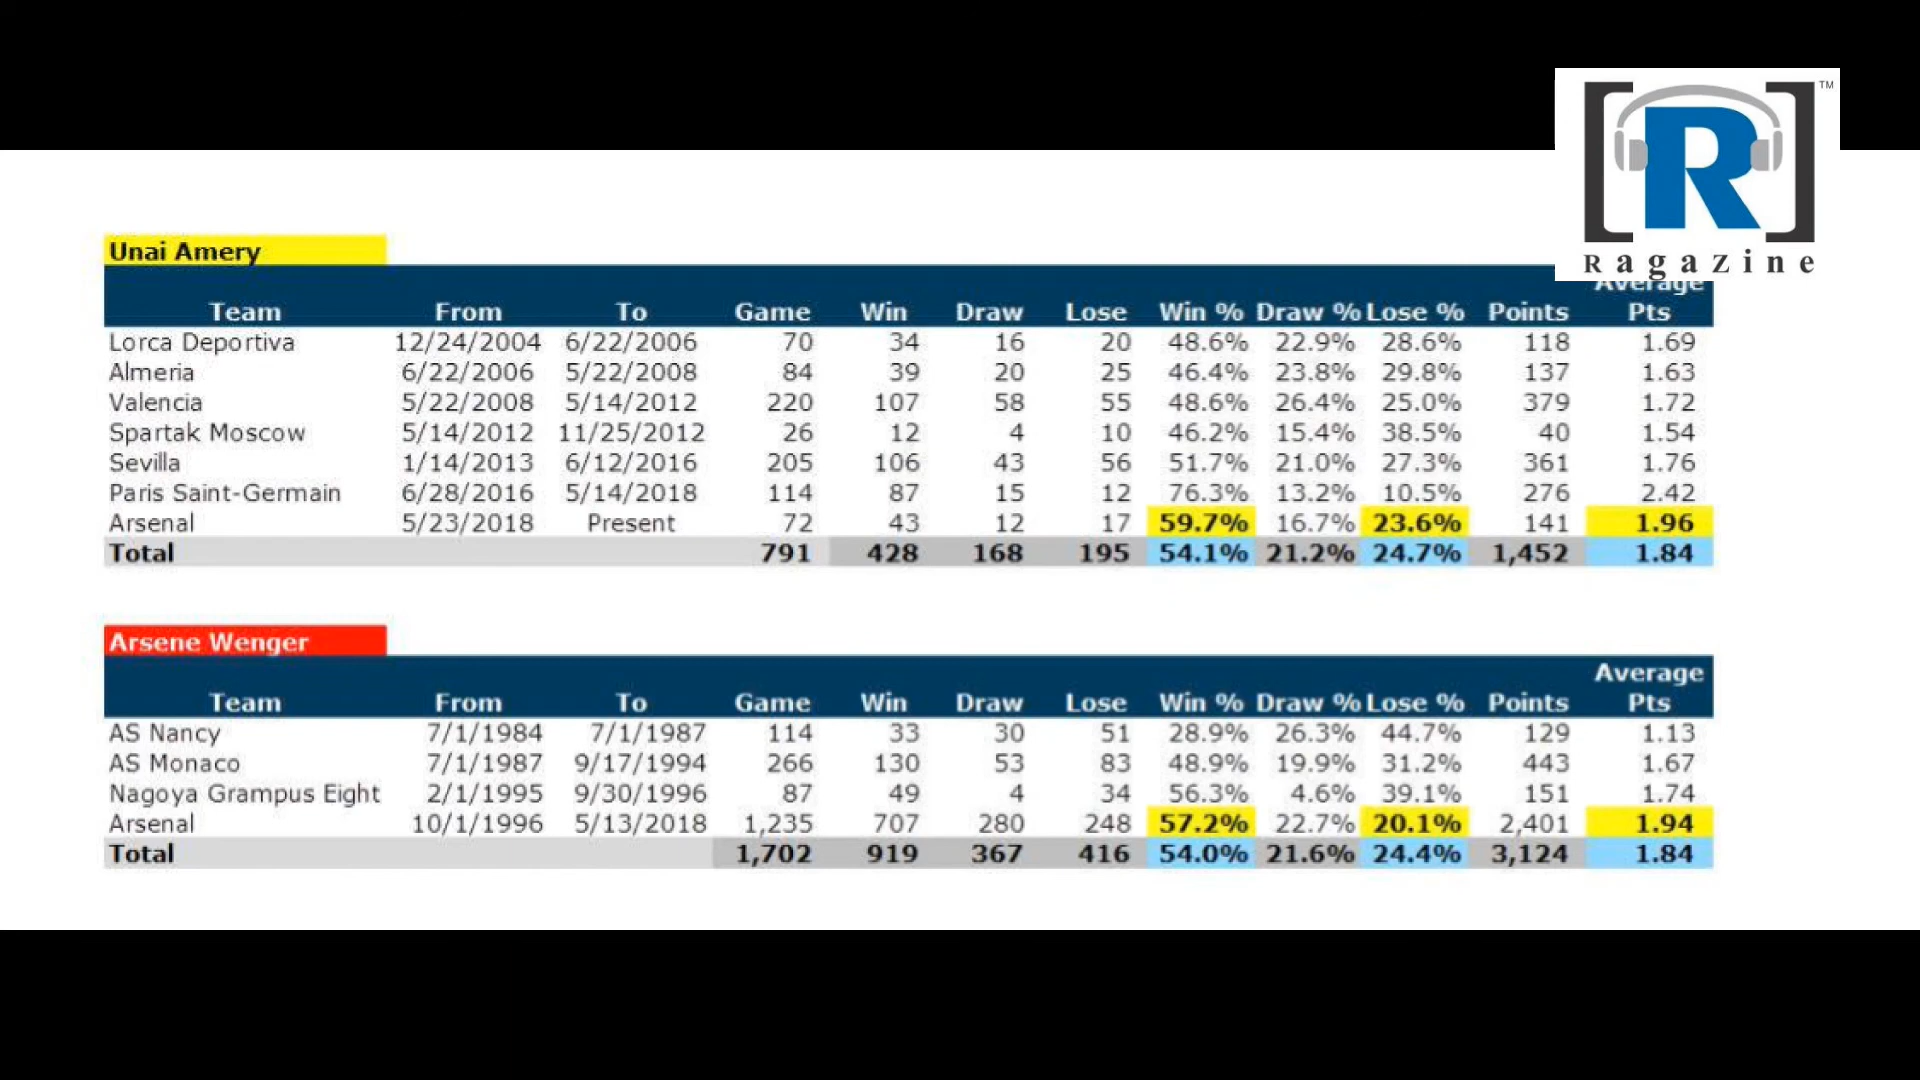 TM
R
Ragazine
Unai Amery
Average
Team From To Game Win Draw Lose Win % Draw % Lose % Points Pts
Lorca Deportiva 12/24/2004 6/22/2006 70 34 16 20 48.6% 22.9% 28.6% 118 1.69
Almeria 6/22/2006 5/22/2008 84 39 20 25 46.4% 23.8% 29.8% 137 1.63
Valencia 5/22/2008 5/14/2012 220 107 58 55 48.6% 26.4% 25.0% 379 1.72
Spartak Moscow 5/14/2012 11/25/2012 26 12 4 10 46.2% 15.4% 38.5% 40 1.54
Sevilla 1/14/2013 6/12/2016 205 106 43 56 51.7% 21.0% 27.3% 361 1.76
Paris Saint-Germain 6/28/2016 5/14/2018 114 87 15 12 76.3% 13.2% 10.5% 276 2.42
Arsenal 5/23/2018 Present 72 43 12 17 59.7% 16.7% 23.6% 141 1.96
Total 791 428 168 195 54.1% 21.2% 24.7% 1,452 1.84
Arsene Wenger
Average
Team From To Game Win Draw Lose Win % Draw % Lose % Points Pts
AS Nancy 7/1/1984 7/1/1987 114 33 30 51 28.9% 26.3% 44.7% 129 1.13
AS Monaco 7/1/1987 9/17/1994 266 130 53 83 48.9% 19.9% 31.2% 443 1.67
Nagoya Grampus Eight 2/1/1995 9/30/1996 87 49 4 34 56.3% 4.6% 39.1% 151 1.74
Arsenal 10/1/1996 5/13/2018 1,235 707 280 248 57.2% 22.7% 20.1% 2,401 1.94
Total 1,702 919 367 416 54.0% 21.6% 24.4% 3,124 1.84